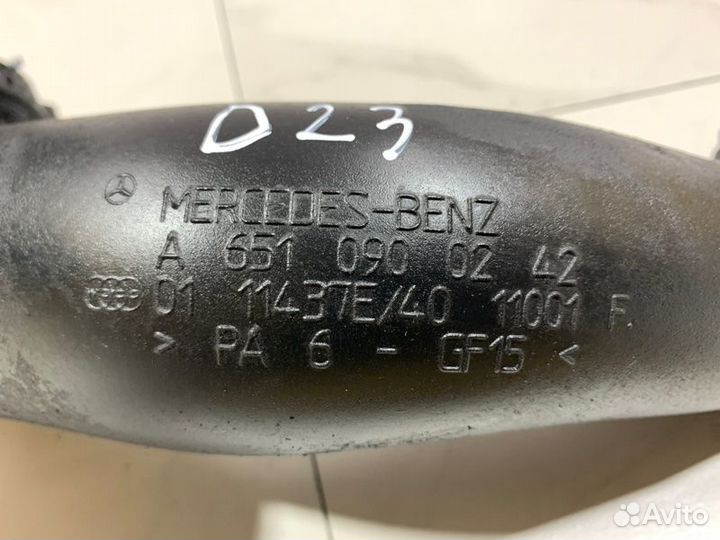 D23
MERCEDES-BENZ
A 651 090 02 42
01 11437E/40 11001 F.
> PA 6 - GF15 <
Avito